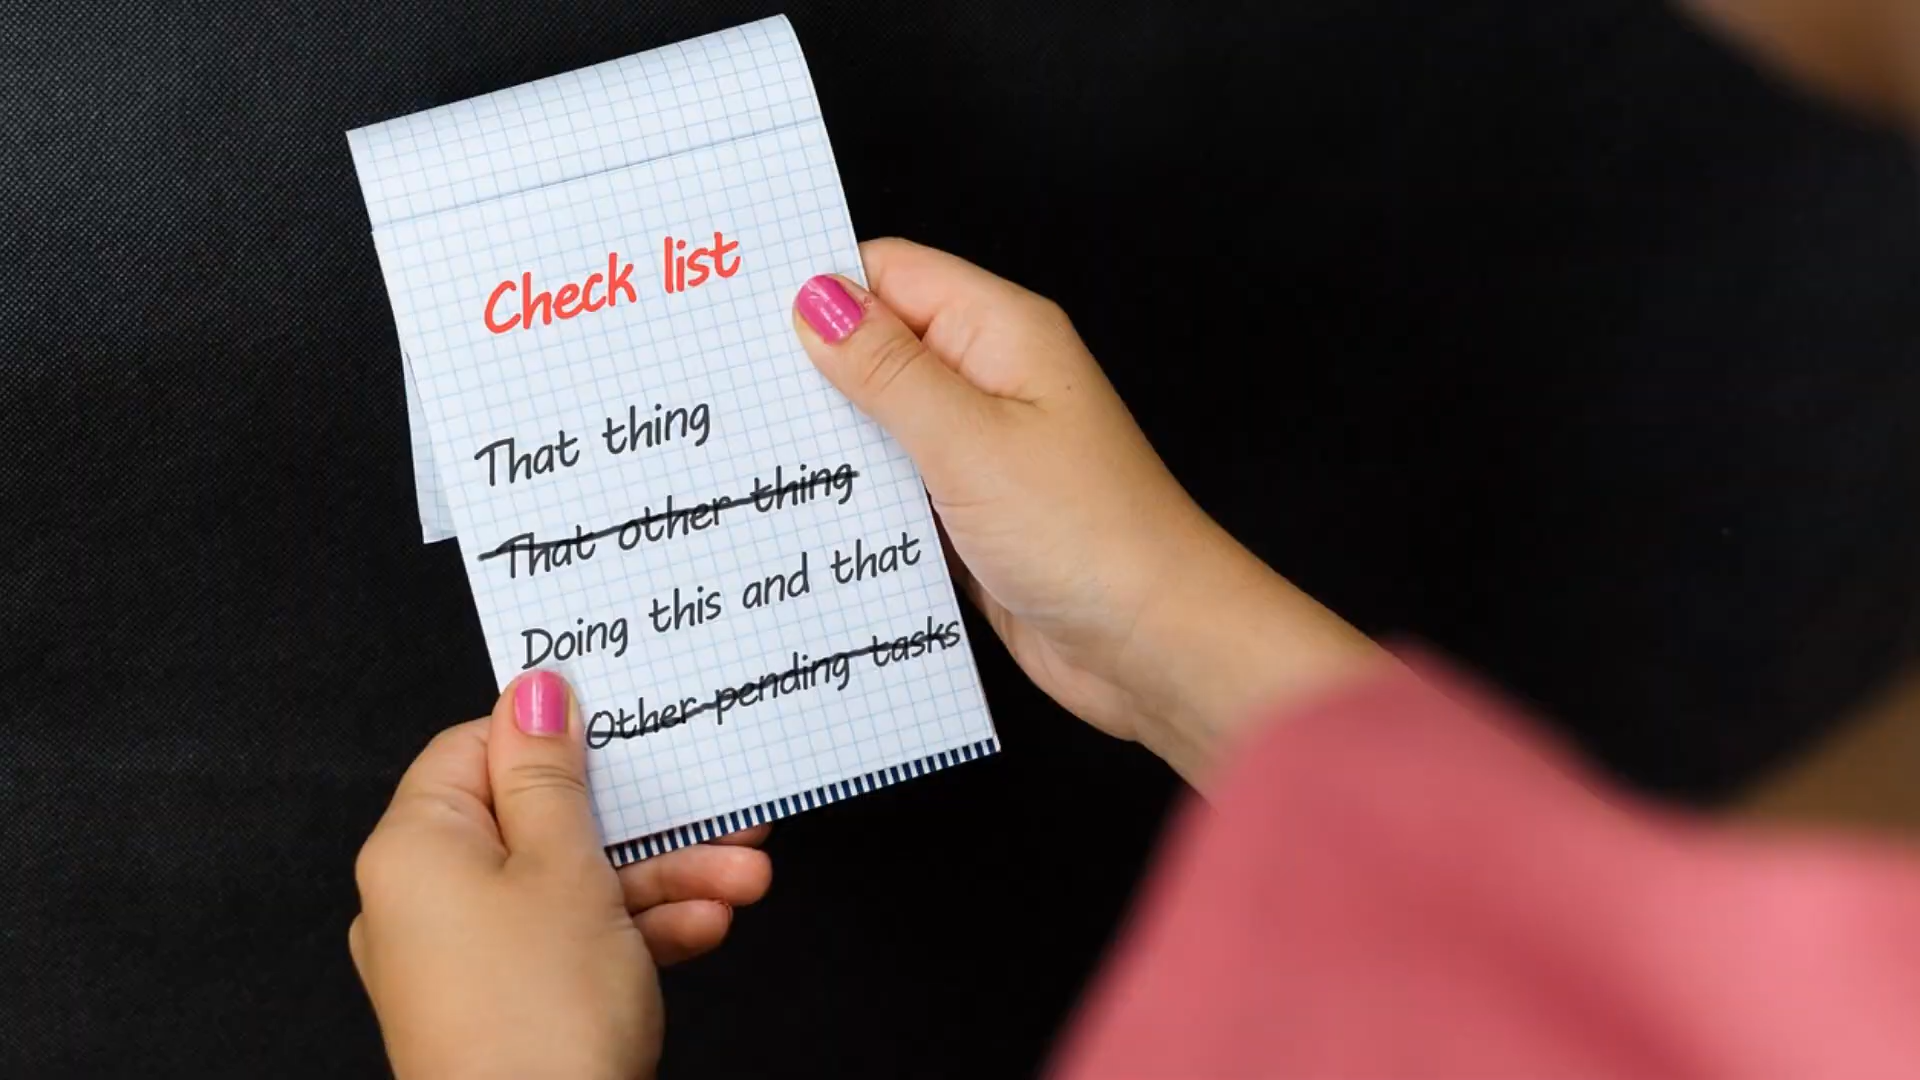 Check list
That thing
That other thing
Doing this and that
Other pending tasks